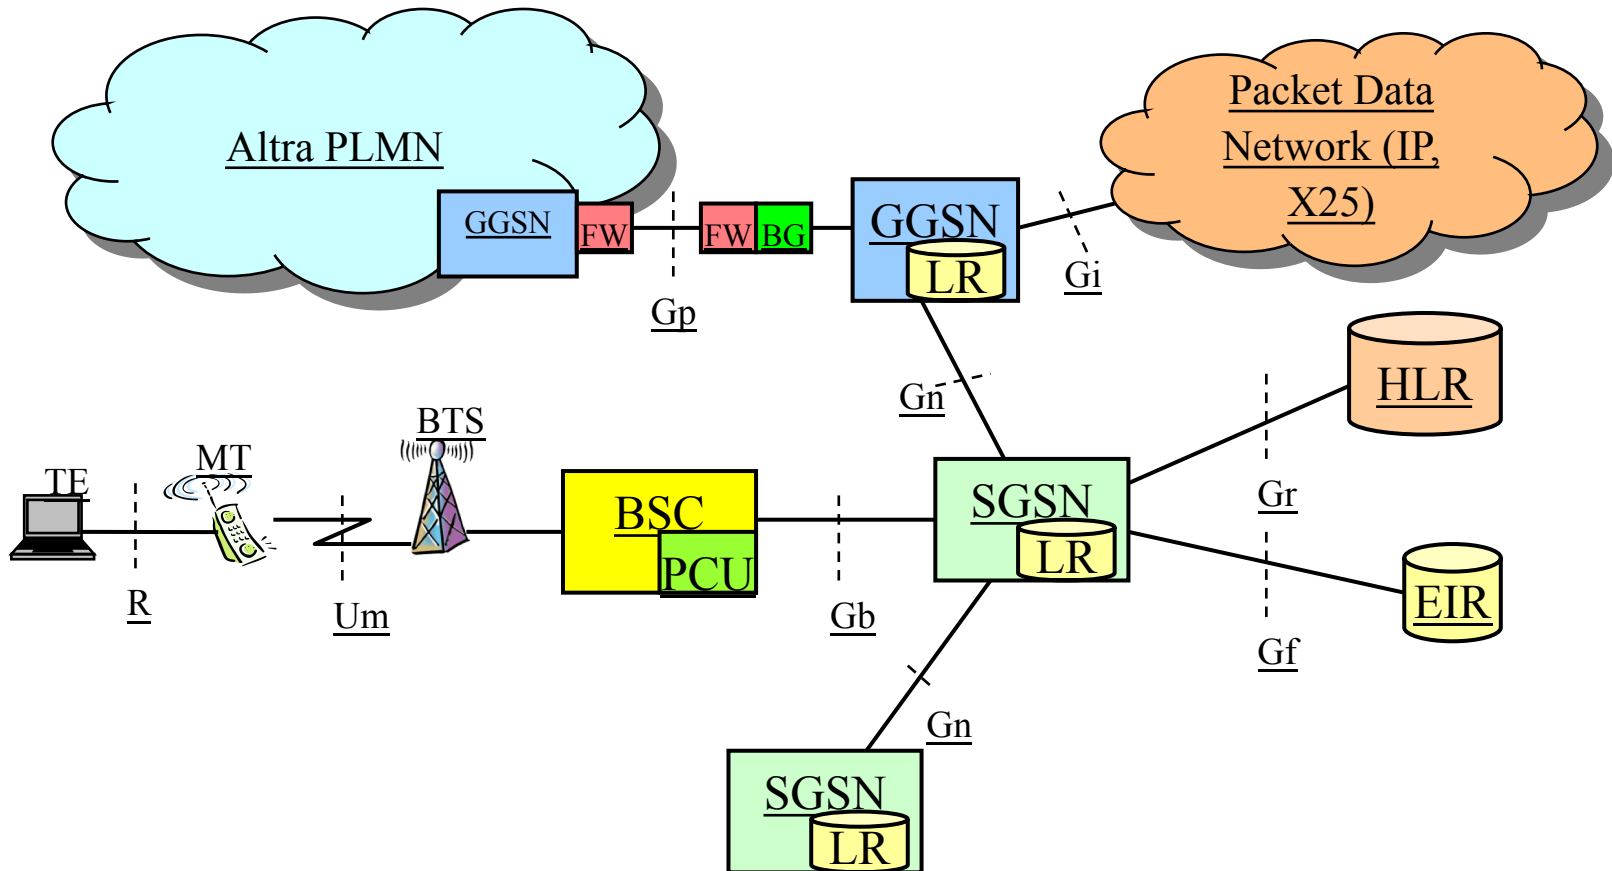 Altra PLMN
Packet Data
Network (IP,
X25)
GGSN
FW
FW
BG
GGSN
LR
Gi
Gp
Gn
HLR
BTS
MT
TE
Gr
BSC
PCU
SGSN
LR
EIR
R
Um
Gb
Gf
Gn
SGSN
LR